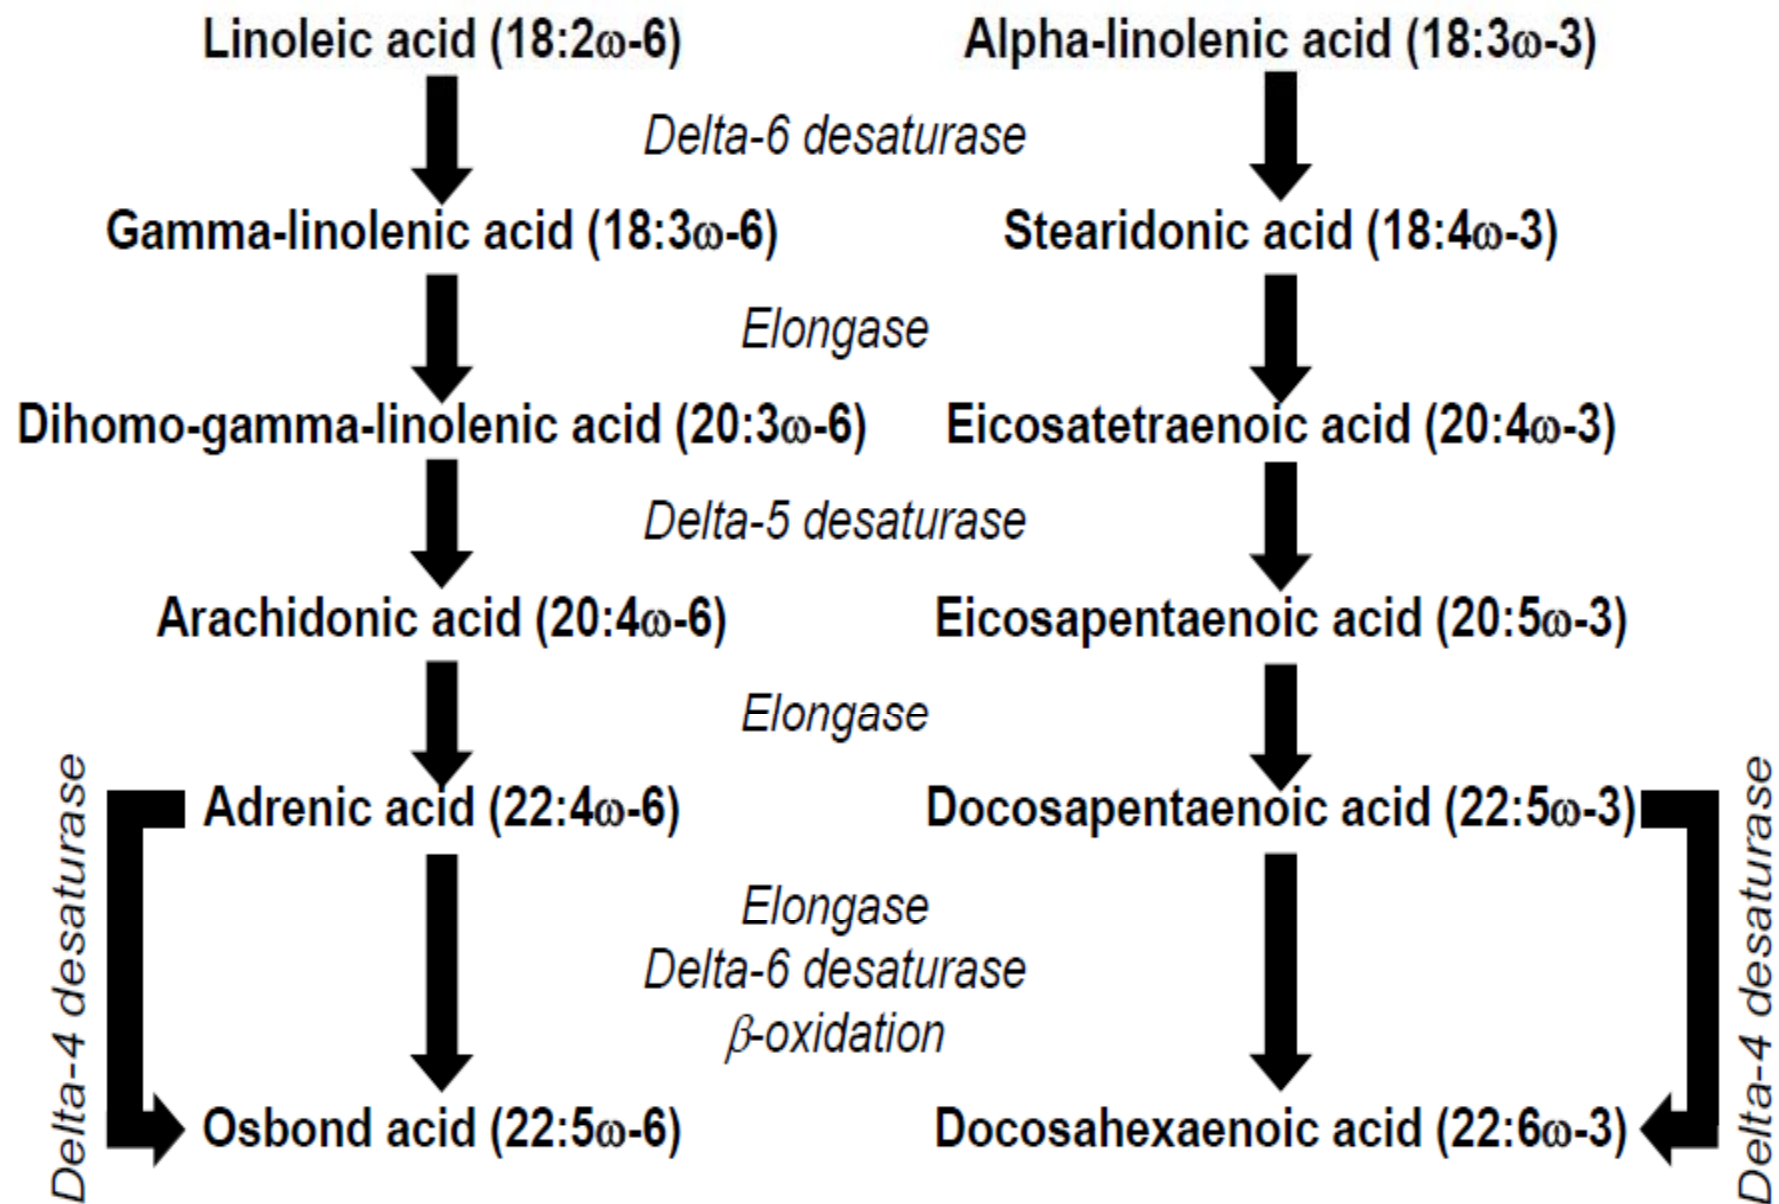 Linoleic acid (18:2ω-6)
Alpha-linolenic acid (18:3ω-3)
Delta-6 desaturase
Gamma-linolenic acid (18:3ω-6)
Stearidonic acid (18:4ω-3)
Elongase
Dihomo-gamma-linolenic acid (20:3ω-6)
Eicosatetraenoic acid (20:4ω-3)
Delta-5 desaturase
Arachidonic acid (20:4ω-6)
Eicosapentaenoic acid (20:5ω-3)
Elongase
Adrenic acid (22:4ω-6)
Docosapentaenoic acid (22:5ω-3)
Delta-4 desaturase
Elongase
Delta-6 desaturase
β-oxidation
Delta-4 desaturase
Osbond acid (22:5ω-6)
Docosahexaenoic acid (22:6ω-3)